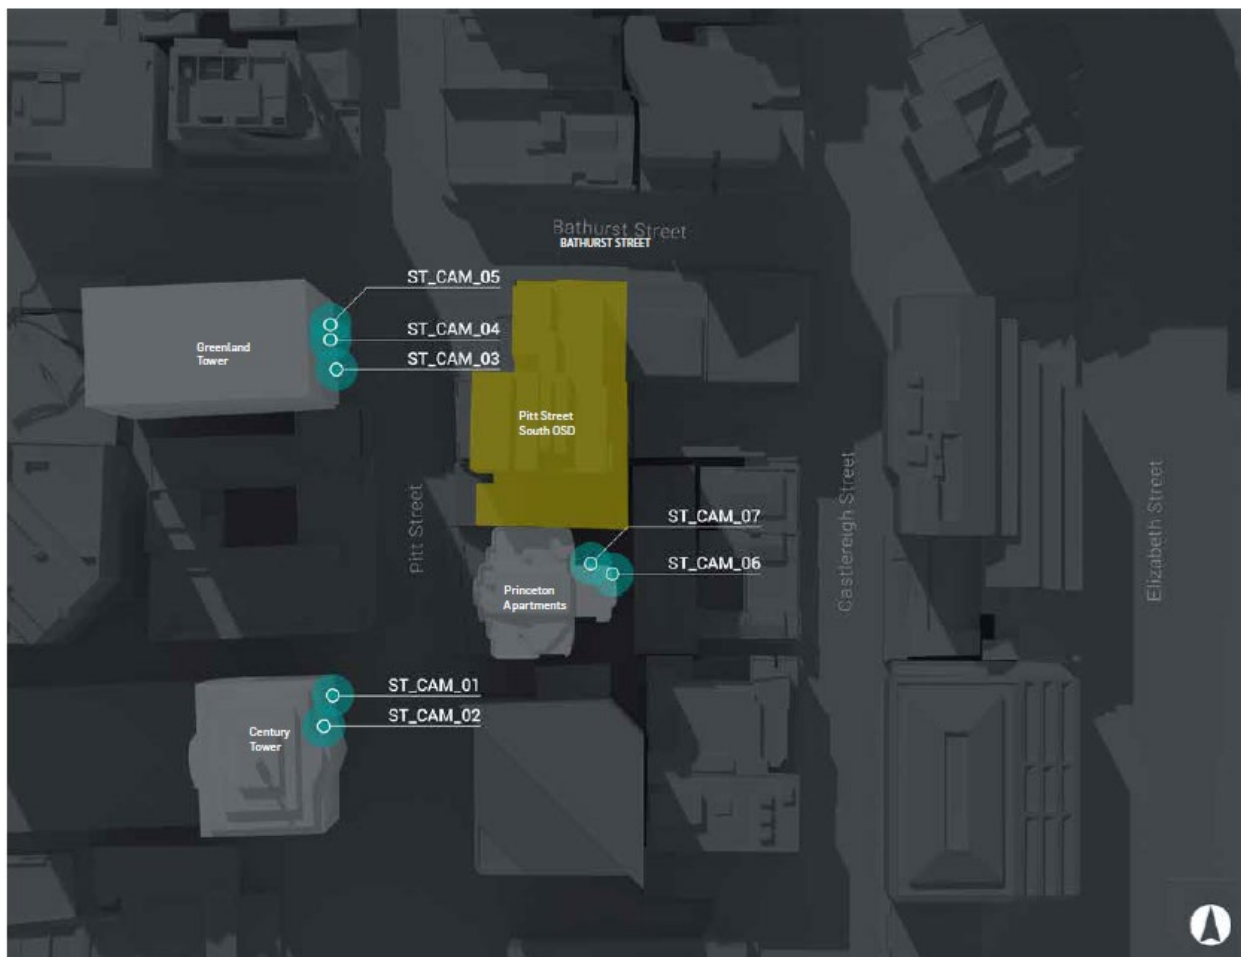 Bathurst Street
BATHURST STREET
ST_CAM_05
ST_CAM_04
ST_CAM_03
Greenland
Tower
Pitt Street
South OSD
Pitt Street
Castlereigh Street
Elizabeth Street
ST_CAM_07
ST_CAM_06
Princeton
Apartments
ST_CAM_01
ST_CAM_02
Century
Tower